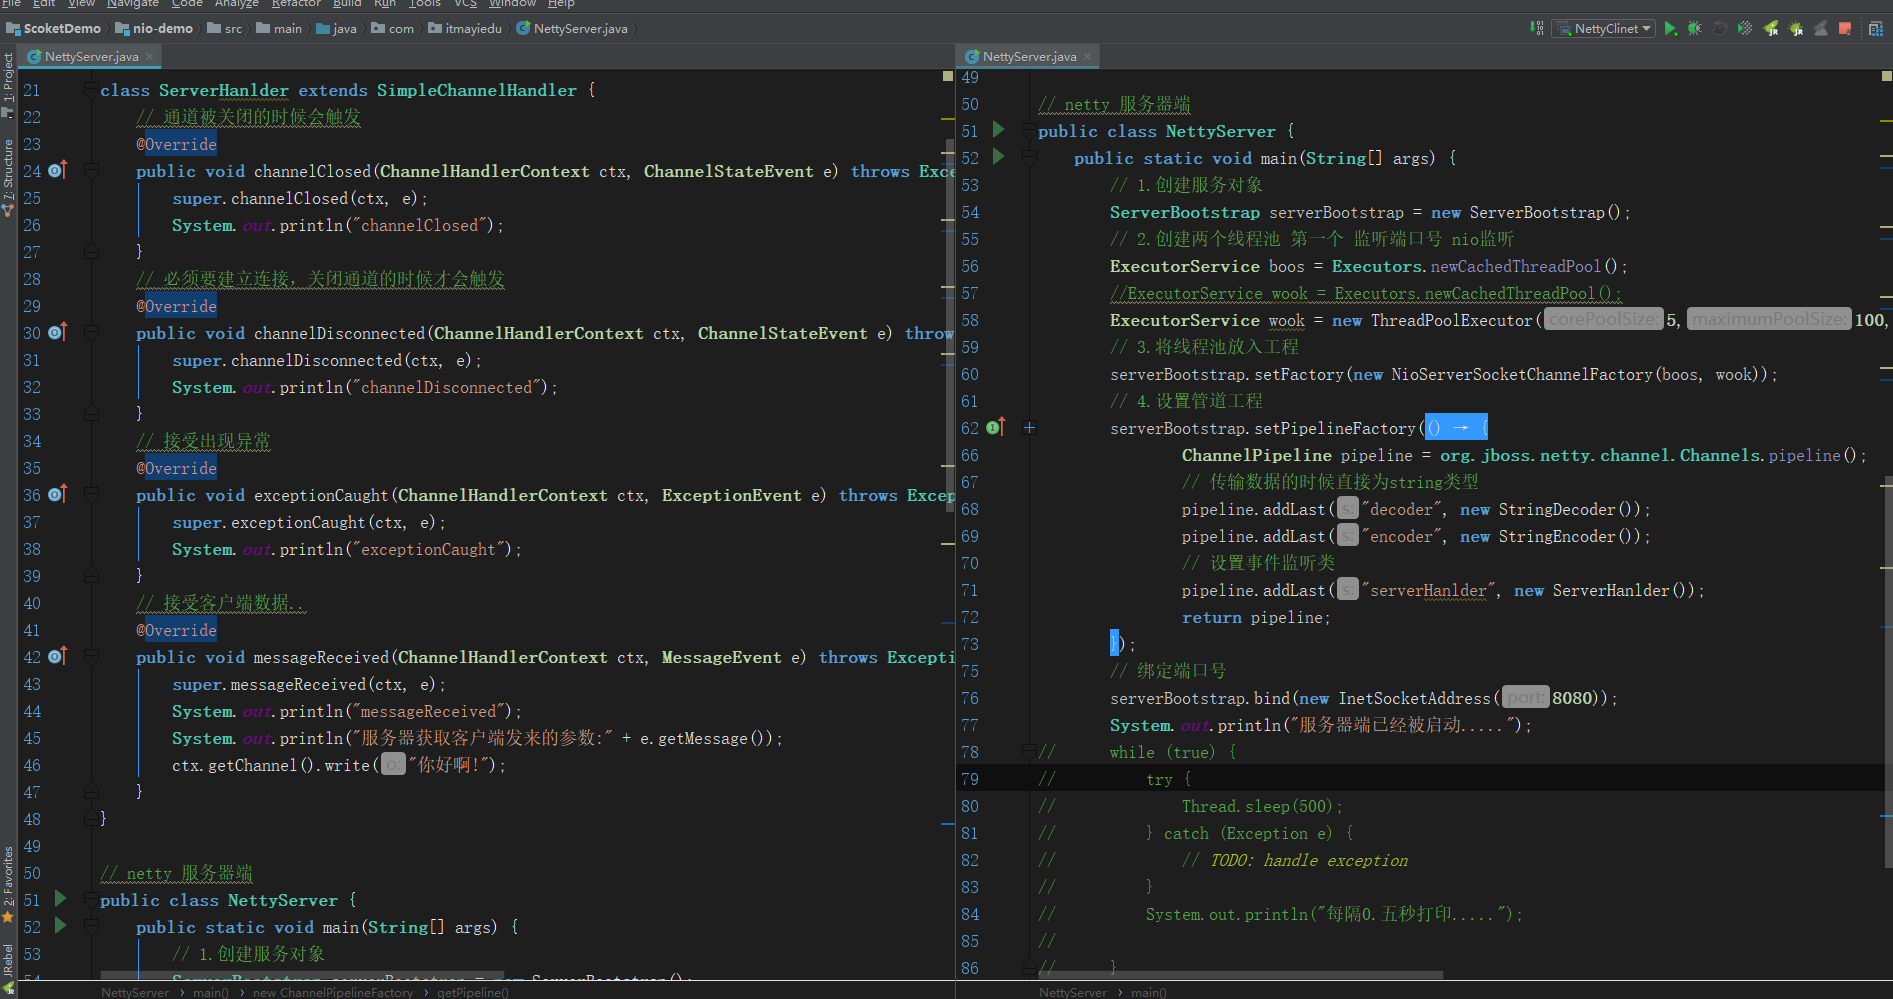 File Edit View Navigate Code Analyze Refactor Build Run Tools VCS Window Help
ScoketDemo nio-demo src main java com itmayiedu NettyServer.java
NettyClinet
1: Project
7: Structure
2: Favorites
JRebel
NettyServer.java
21 class ServerHanlder extends SimpleChannelHandler {
22 // 通道被关闭的时候会触发
23 @Override
24 public void channelClosed(ChannelHandlerContext ctx, ChannelStateEvent e) throws Exce
25 super.channelClosed(ctx, e);
26 System.out.println("channelClosed");
27 }
28 // 必须要建立连接, 关闭通道的时候才会触发
29 @Override
30 public void channelDisconnected(ChannelHandlerContext ctx, ChannelStateEvent e) throw
31 super.channelDisconnected(ctx, e);
32 System.out.println("channelDisconnected");
33 }
34 // 接受出现异常
35 @Override
36 public void exceptionCaught(ChannelHandlerContext ctx, ExceptionEvent e) throws Excep
37 super.exceptionCaught(ctx, e);
38 System.out.println("exceptionCaught");
39 }
40 // 接受客户端数据..
41 @Override
42 public void messageReceived(ChannelHandlerContext ctx, MessageEvent e) throws Excepti
43 super.messageReceived(ctx, e);
44 System.out.println("messageReceived");
45 System.out.println("服务器获取客户端发来的参数:" + e.getMessage());
46 ctx.getChannel().write( o: "你好啊!");
47 }
48 }
49
50 // netty 服务器端
51 public class NettyServer {
52 public static void main(String[] args) {
53 // 1.创建服务对象
54 ServerBootstrap serverBootstrap = new ServerBootstrap();
NettyServer › main() › new ChannelPipelineFactory › getPipeline()
NettyServer.java
49
50 // netty 服务器端
51 public class NettyServer {
52 public static void main(String[] args) {
53 // 1.创建服务对象
54 ServerBootstrap serverBootstrap = new ServerBootstrap();
55 // 2.创建两个线程池 第一个 监听端口号 nio监听
56 ExecutorService boos = Executors.newCachedThreadPool();
57 //ExecutorService wook = Executors.newCachedThreadPool();
58 ExecutorService wook = new ThreadPoolExecutor( corePoolSize: 5, maximumPoolSize: 100,
59 // 3.将线程池放入工程
60 serverBootstrap.setFactory(new NioServerSocketChannelFactory(boos, wook));
61 // 4.设置管道工程
62 serverBootstrap.setPipelineFactory(() → {
66 ChannelPipeline pipeline = org.jboss.netty.channel.Channels.pipeline();
67 // 传输数据的时候直接为string类型
68 pipeline.addLast( s: "decoder", new StringDecoder());
69 pipeline.addLast( s: "encoder", new StringEncoder());
70 // 设置事件监听类
71 pipeline.addLast( s: "serverHanlder", new ServerHanlder());
72 return pipeline;
73 });
75 // 绑定端口号
76 serverBootstrap.bind(new InetSocketAddress( port: 8080));
77 System.out.println("服务器端已经被启动.....");
78 // while (true) {
79 // try {
80 // Thread.sleep(500);
81 // } catch (Exception e) {
82 // // TODO: handle exception
83 // }
84 // System.out.println("每隔0.五秒打印.....");
85 //
86 // }
NettyServer › main()